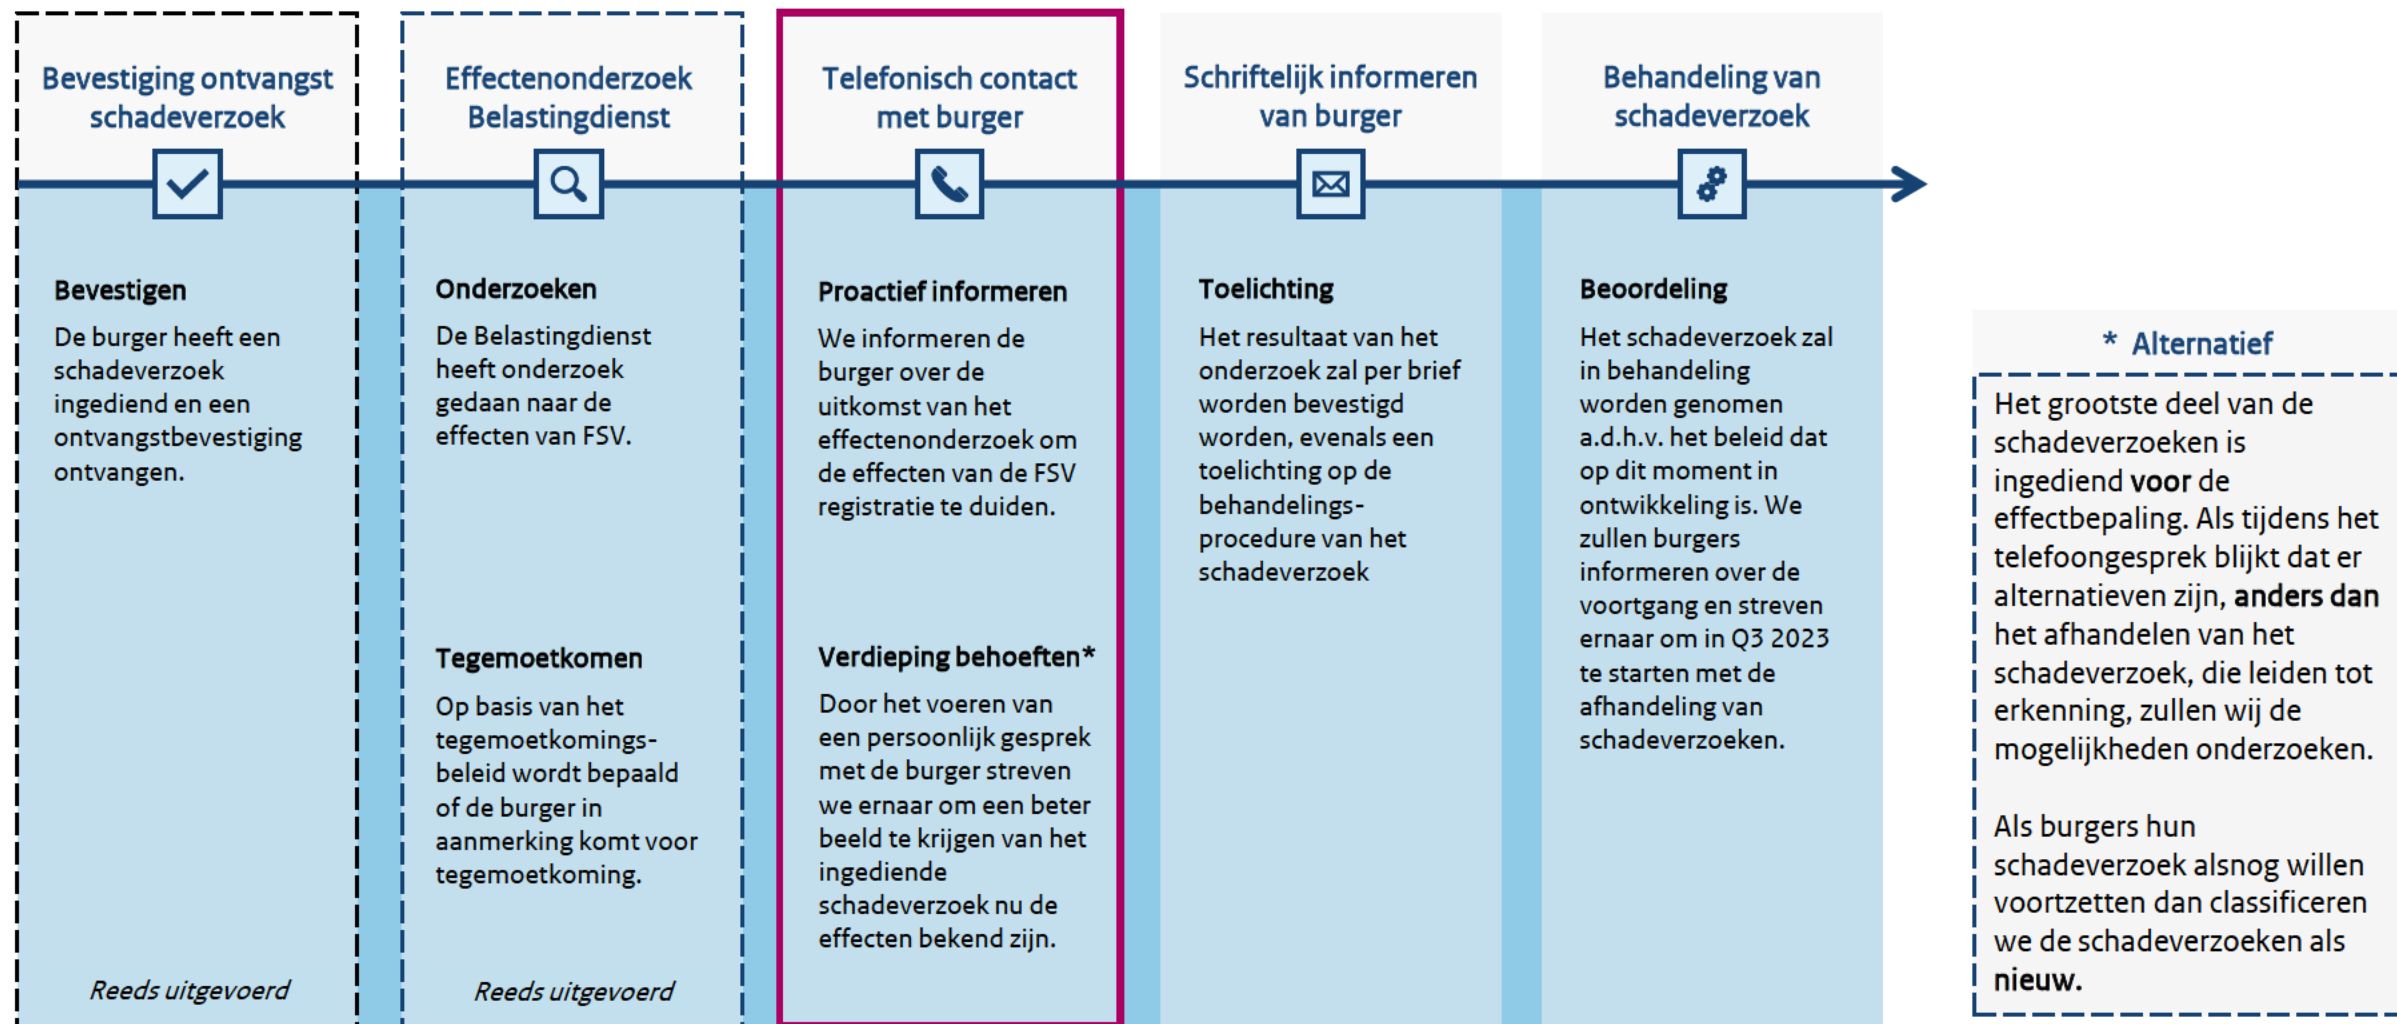 Bevestiging ontvangst
schadeverzoek
Bevestigen
De burger heeft een
schadeverzoek
ingediend en een
ontvangstbevestiging
ontvangen.
Reeds uitgevoerd
Effectenonderzoek
Belastingdienst
Onderzoeken
De Belastingdienst
heeft onderzoek
gedaan naar de
effecten van FSV.
Tegemoetkomen
Op basis van het
tegemoetkomings-
beleid wordt bepaald
of de burger in
aanmerking komt voor
tegemoetkoming.
Reeds uitgevoerd
Telefonisch contact
met burger
Proactief informeren
We informeren de
burger over de
uitkomst van het
effectenonderzoek om
de effecten van de FSV
registratie te duiden.
Verdieping behoeften*
Door het voeren van
een persoonlijk gesprek
met de burger streven
we ernaar om een beter
beeld te krijgen van het
ingediende
schadeverzoek nu de
effecten bekend zijn.
Schriftelijk informeren
van burger
Toelichting
Het resultaat van het
onderzoek zal per brief
worden bevestigd
worden, evenals een
toelichting op de
behandelings-
procedure van het
schadeverzoek
Behandeling van
schadeverzoek
Beoordeling
Het schadeverzoek zal
in behandeling
worden genomen
a.d.h.v. het beleid dat
op dit moment in
ontwikkeling is. We
zullen burgers
informeren over de
voortgang en streven
ernaar om in Q3 2023
te starten met de
afhandeling van
schadeverzoeken.
* Alternatief
Het grootste deel van de
schadeverzoeken is
ingediend voor de
effectbepaling. Als tijdens het
telefoongesprek blijkt dat er
alternatieven zijn, anders dan
het afhandelen van het
schadeverzoek, die leiden tot
erkenning, zullen wij de
mogelijkheden onderzoeken.
Als burgers hun
schadeverzoek alsnog willen
voortzetten dan classificeren
we de schadeverzoeken als
nieuw.